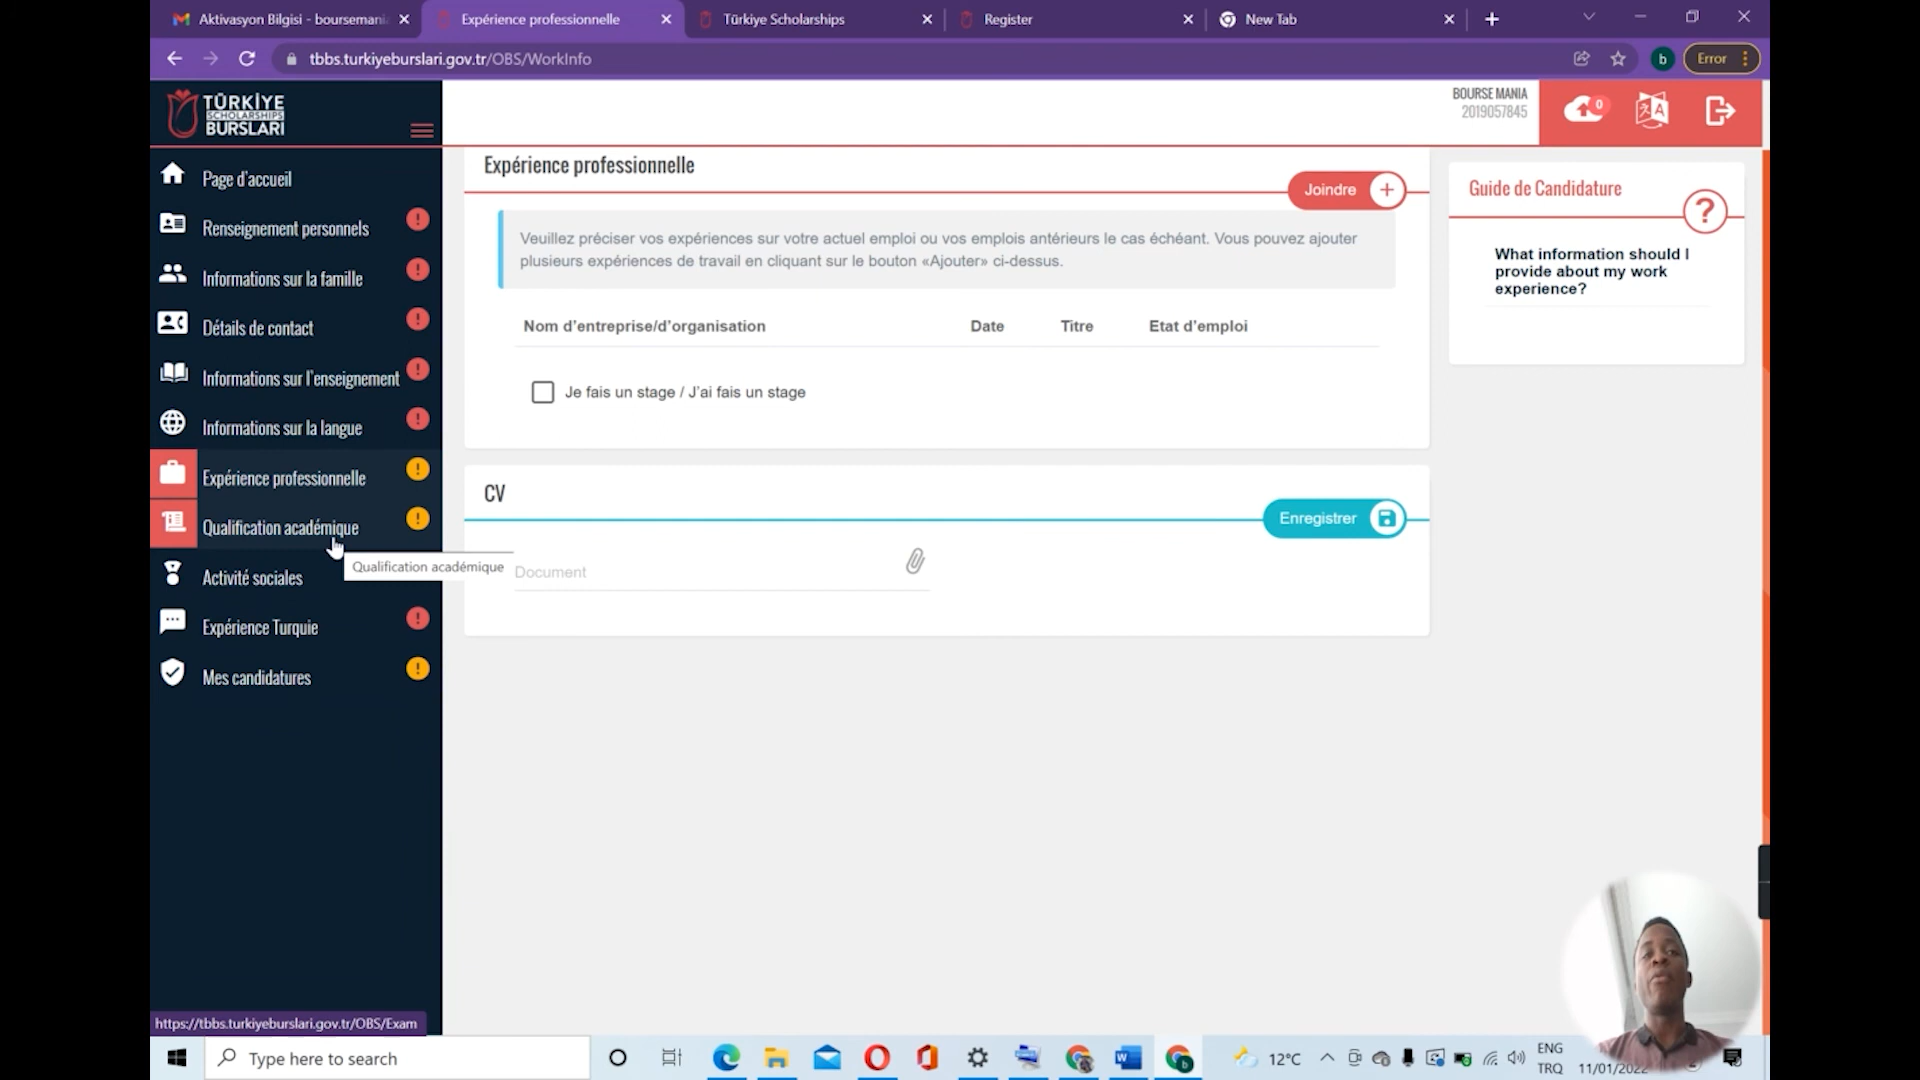 Aktivasyon Bilgisi - boursemani
Expérience professionnelle
Türkiye Scholarships
Register
New Tab
tbbs.turkiyeburslari.gov.tr/OBS/WorkInfo
b
Error
TÜRKİYE
SCHOLARSHIPS
BURSLARI
BOURSE MANIA
2019057845
0
Page d'accueil
Renseignement personnels
Informations sur la famille
Détails de contact
Informations sur l'enseignement
Informations sur la langue
Expérience professionnelle
Qualification académique
Activité sociales
Expérience Turquie
Mes candidatures
Qualification académique
Expérience professionnelle
Joindre
Veuillez préciser vos expériences sur votre actuel emploi ou vos emplois antérieurs le cas échéant. Vous pouvez ajouter
plusieurs expériences de travail en cliquant sur le bouton «Ajouter» ci-dessus.
Nom d'entreprise/d'organisation Date Titre Etat d'emploi
Je fais un stage / J'ai fais un stage
CV
Enregistrer
Document
Guide de Candidature
?
What information should I
provide about my work
experience?
https://tbbs.turkiyeburslari.gov.tr/OBS/Exam
Type here to search
12°C
ENG
TRQ
11/01/2022